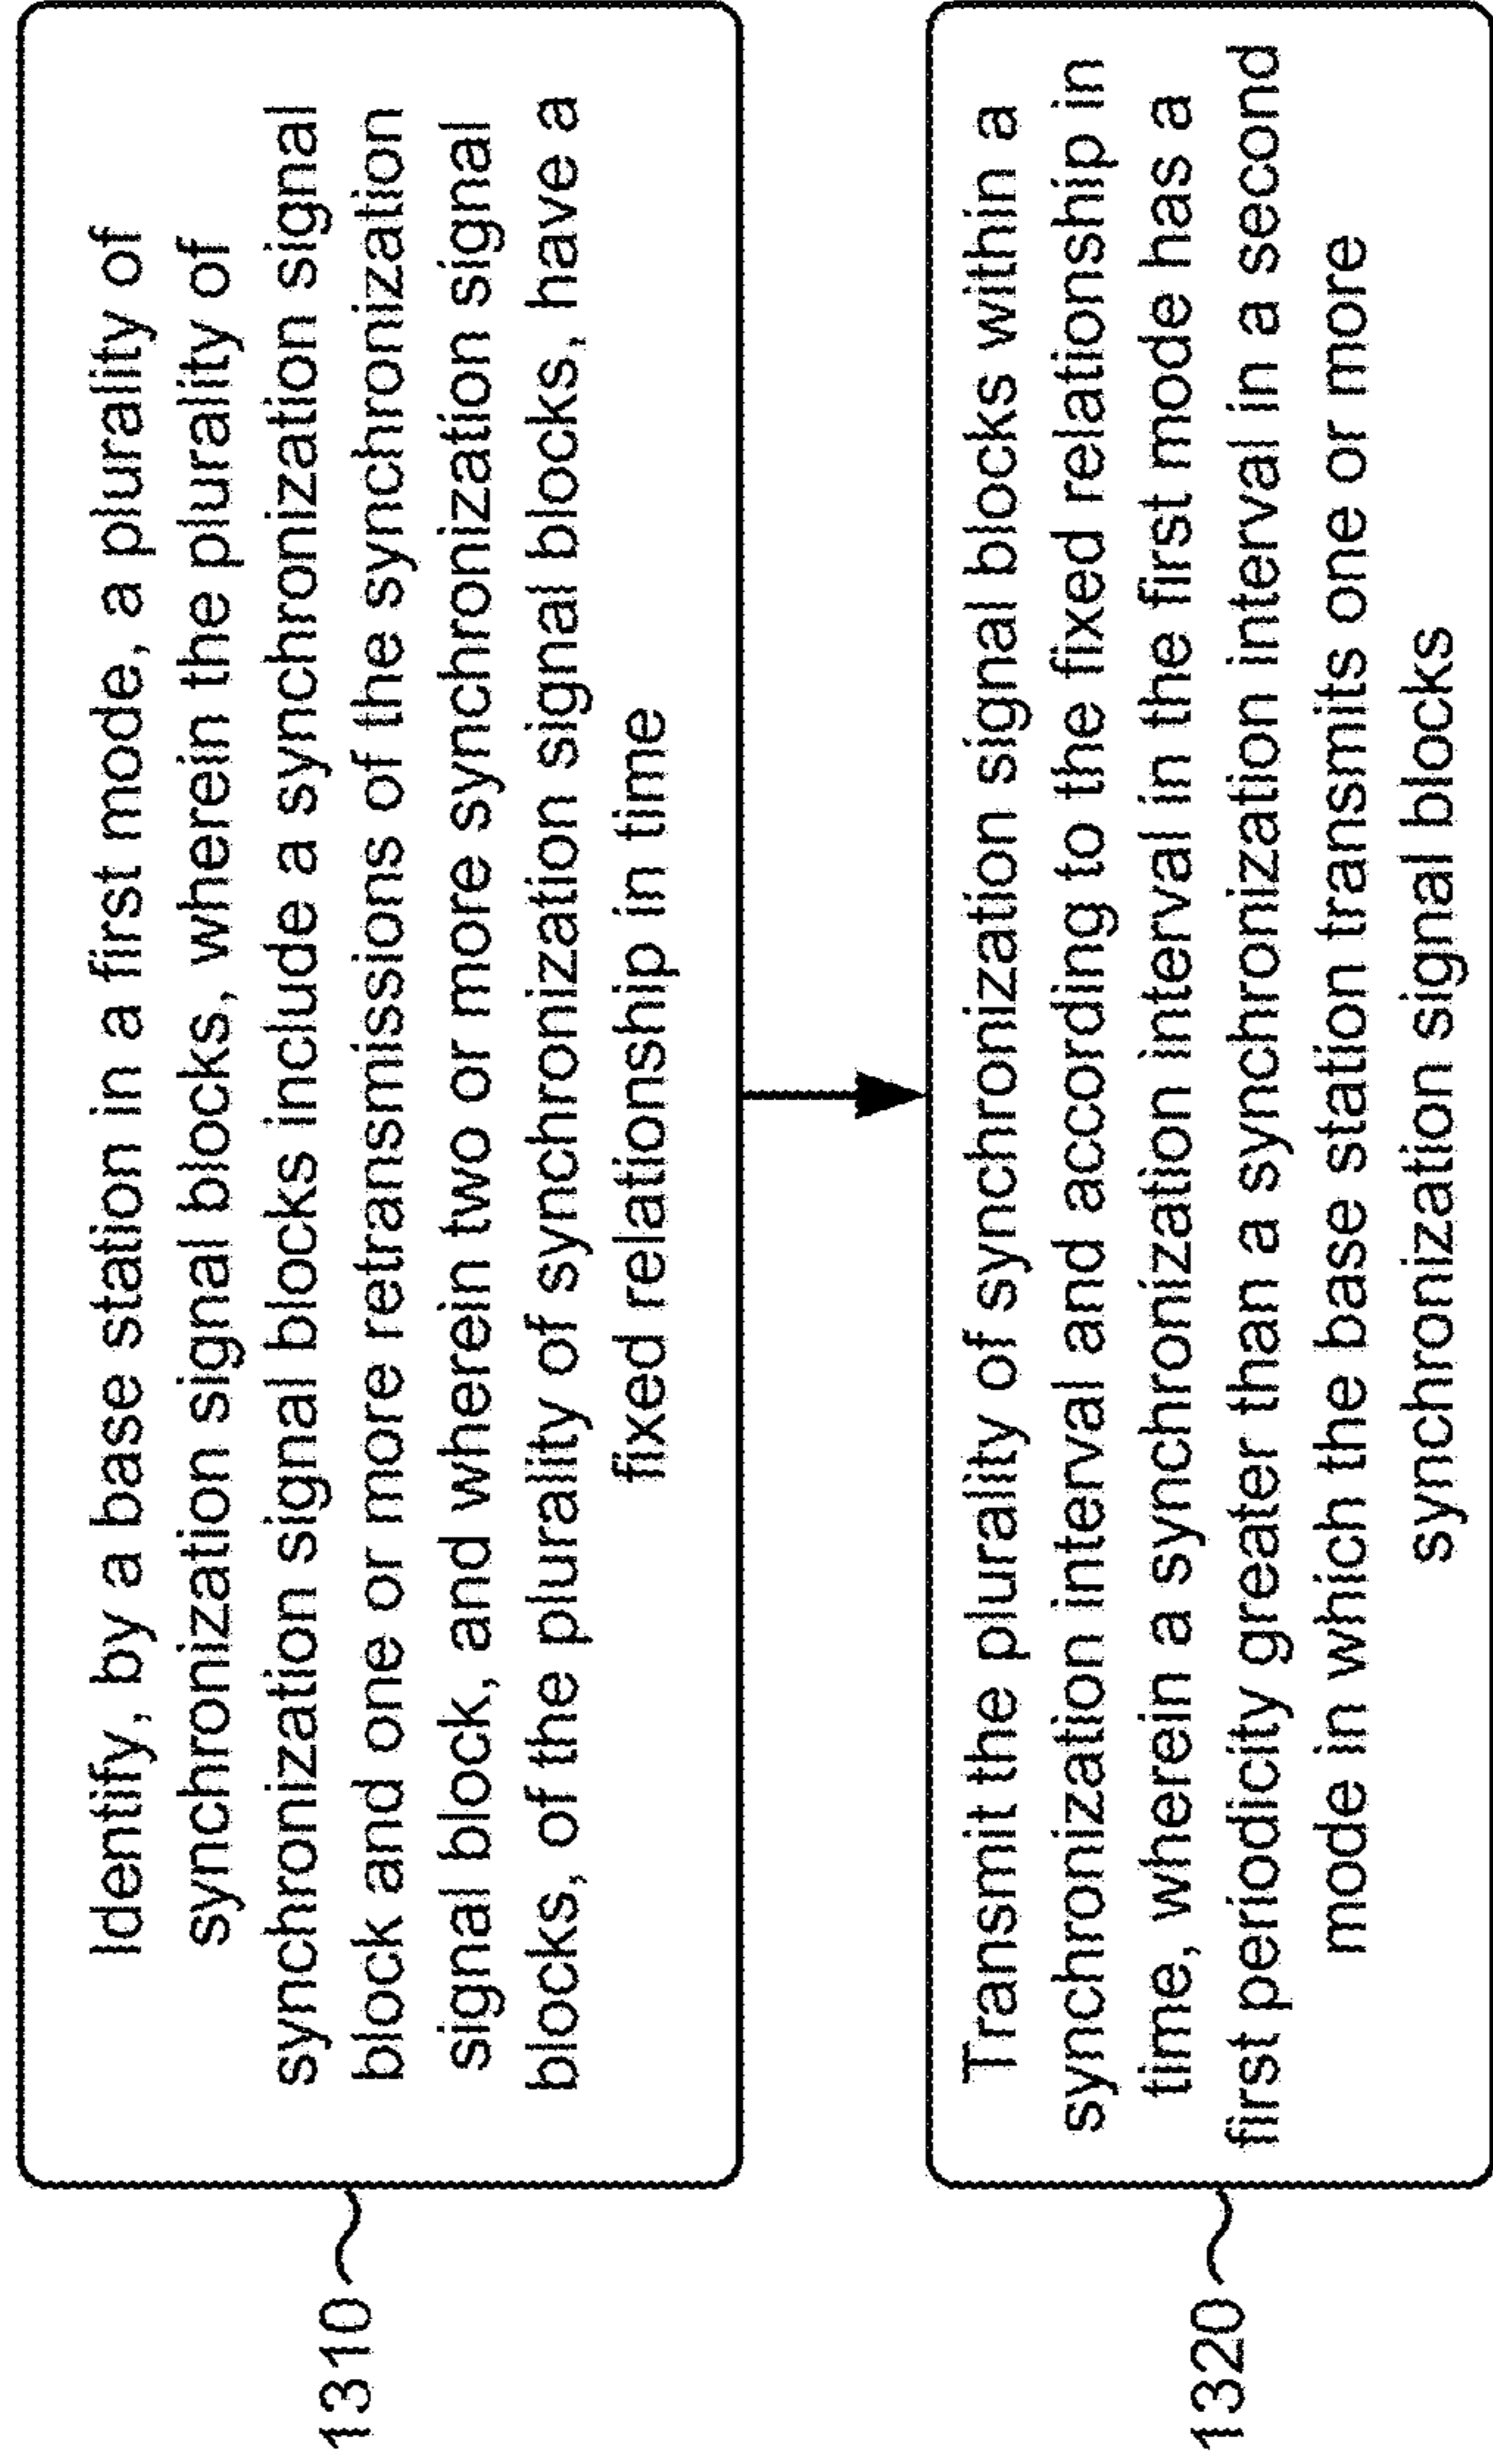 1310
Identify, by a base station in a first mode, a plurality of
synchronization signal blocks, wherein the plurality of
synchronization signal blocks include a synchronization signal
block and one or more retransmissions of the synchronization
signal block, and wherein two or more synchronization signal
blocks, of the plurality of synchronization signal blocks, have a
fixed relationship in time
1320
Transmit the plurality of synchronization signal blocks within a
synchronization interval and according to the fixed relationship in
time, wherein a synchronization interval in the first mode has a
first periodicity greater than a synchronization interval in a second
mode in which the base station transmits one or more
synchronization signal blocks